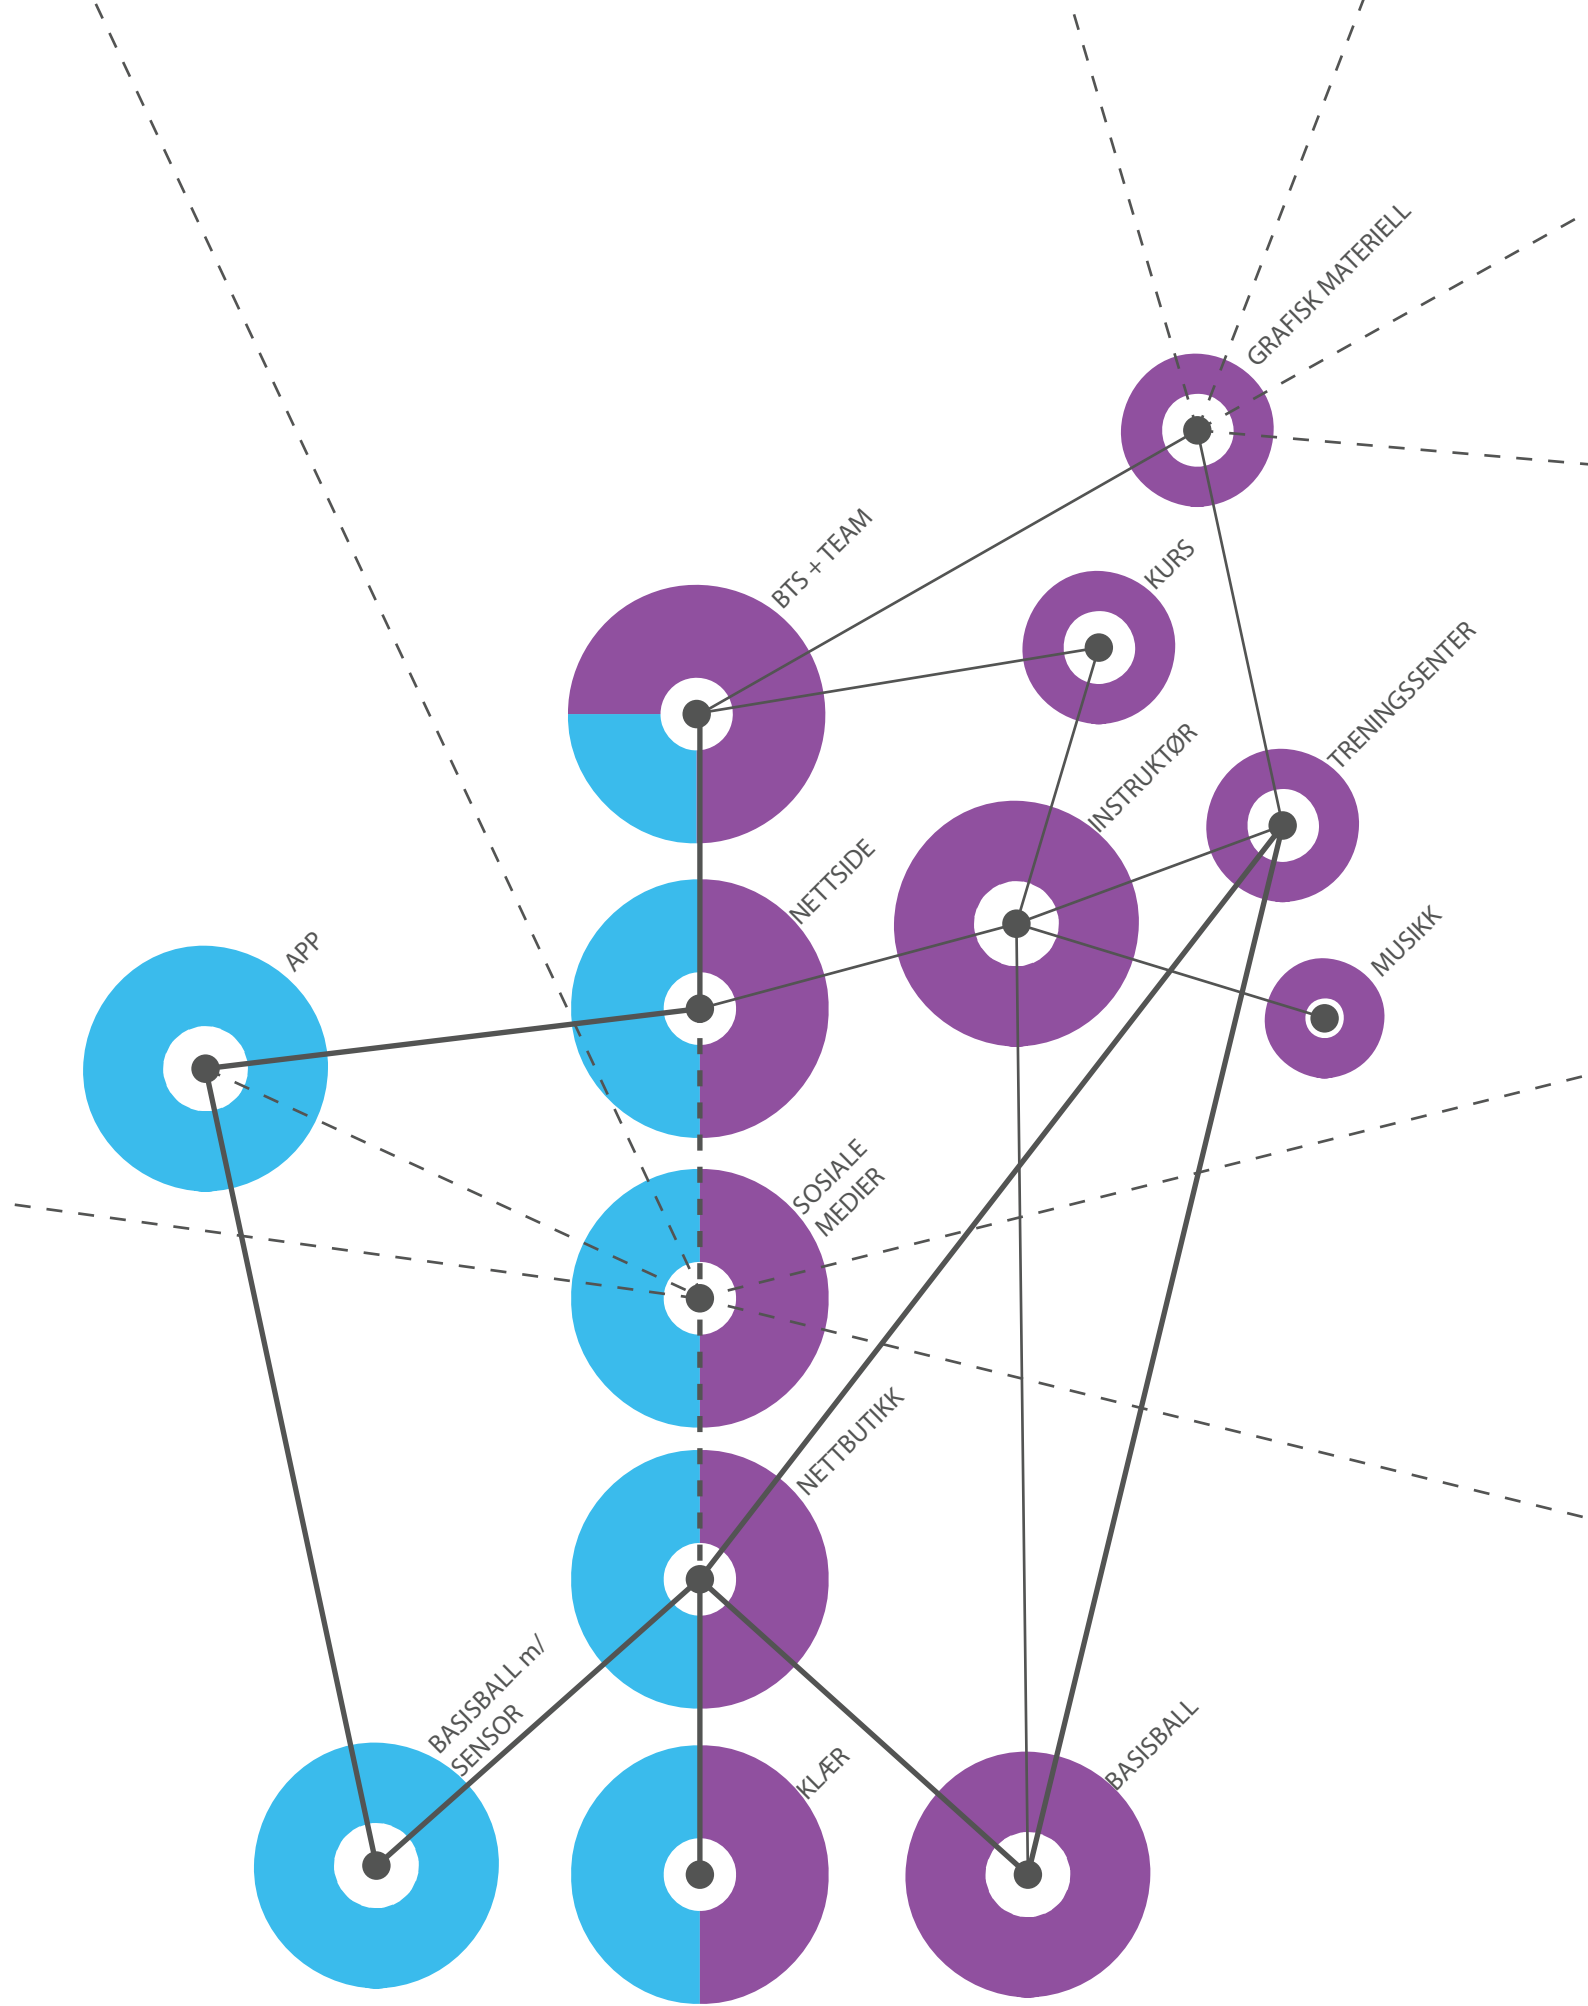 GRAFISK MATERIELL
BTS + TEAM
KURS
TRENINGSSENTER
INSTRUKTØR
NETTSIDE
MUSIKK
APP
SOSIALE
MEDIER
NETTBUTIKK
BASISBALL m/
SENSOR
KLÆR
BASISBALL